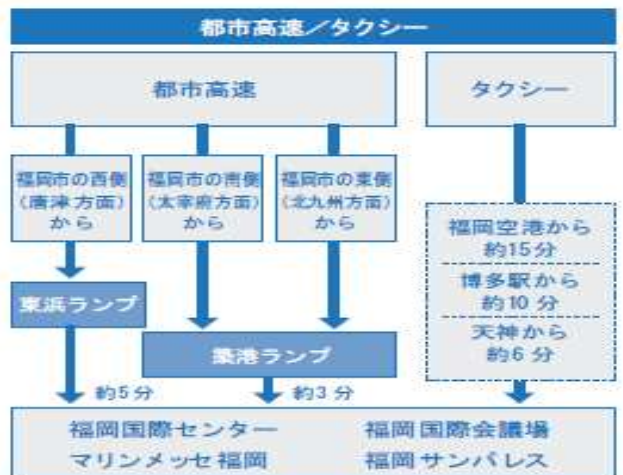 都市高速／タクシー
都市高速
タクシー
福岡市の西側
(唐津方面)
から
福岡市の南側
(太宰府方面)
から
福岡市の東側
(北九州方面)
から
福岡空港から
約15分
博多駅から
約10分
天神から
約6分
東浜ランプ
築港ランプ
約5分
約3分
福岡国際センター
福岡国際会議場
マリンメッセ福岡
福岡サンパレス